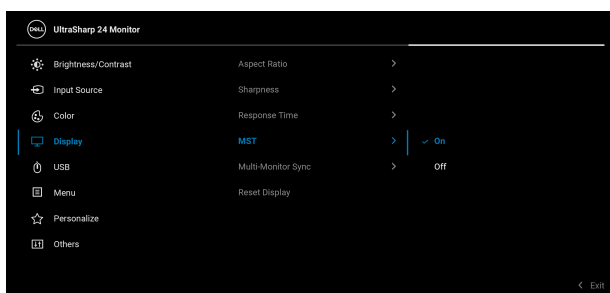 DELL UltraSharp 24 Monitor
Brightness/Contrast Aspect Ratio
Input Source Sharpness
Color Response Time
Display MST On
USB Multi-Monitor Sync Off
Menu Reset Display
Personalize
Others
Exit